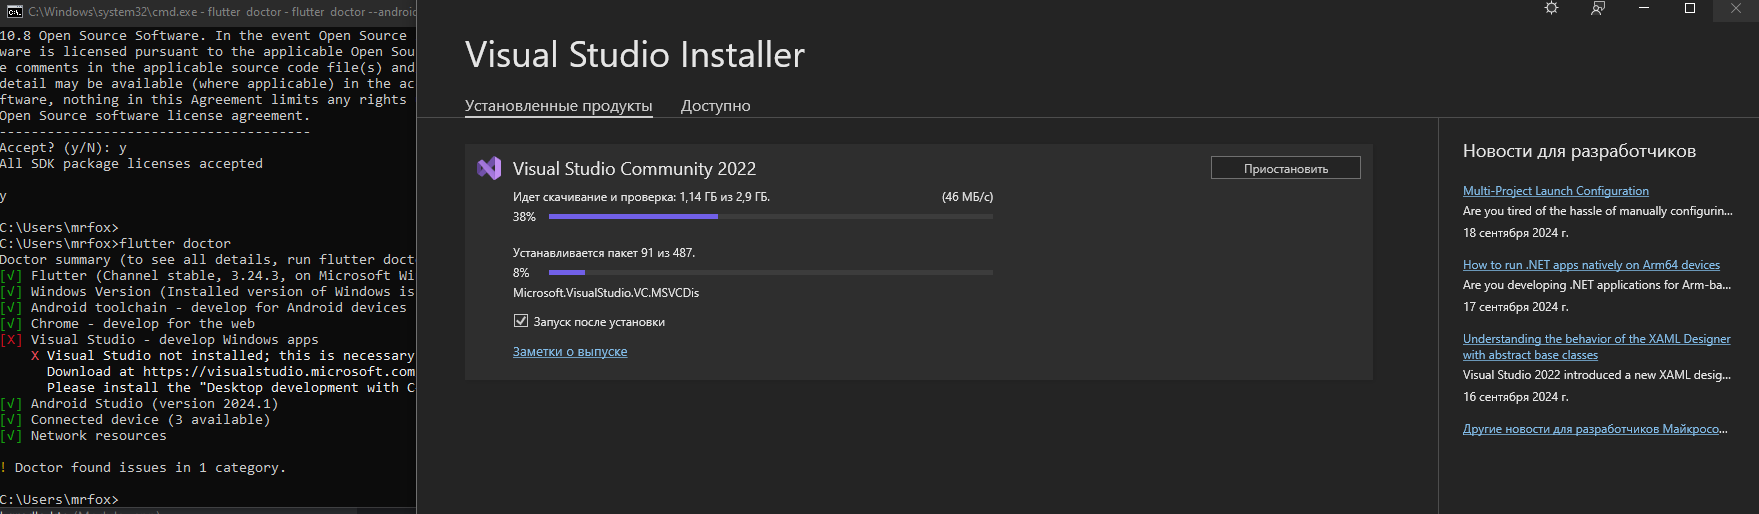 C:\Windows\system32\cmd.exe - flutter doctor - flutter doctor --android
10.8 Open Source Software. In the event Open Source
ware is licensed pursuant to the applicable Open Sou
e comments in the applicable source code file(s) and
detail may be available (where applicable) in the ac
ftware, nothing in this Agreement limits any rights
Open Source software license agreement.
---------------------------------------
Accept? (y/N): y
All SDK package licenses accepted
y
C:\Users\mrfox>
C:\Users\mrfox>flutter doctor
Doctor summary (to see all details, run flutter doct
[√] Flutter (Channel stable, 3.24.3, on Microsoft Wi
[√] Windows Version (Installed version of Windows is
[√] Android toolchain - develop for Android devices
[√] Chrome - develop for the web
[X] Visual Studio - develop Windows apps
X Visual Studio not installed; this is necessary
Download at https://visualstudio.microsoft.com
Please install the "Desktop development with C
[√] Android Studio (version 2024.1)
[√] Connected device (3 available)
[√] Network resources
! Doctor found issues in 1 category.
C:\Users\mrfox>
Visual Studio Installer
Установленные продукты
Доступно
Visual Studio Community 2022
Приостановить
Идет скачивание и проверка: 1,14 ГБ из 2,9 ГБ.
(46 МБ/с)
38%
Устанавливается пакет 91 из 487.
8%
Microsoft.VisualStudio.VC.MSVCDis
Запуск после установки
Заметки о выпуске
Новости для разработчиков
Multi-Project Launch Configuration
Are you tired of the hassle of manually configurin...
18 сентября 2024 г.
How to run .NET apps natively on Arm64 devices
Are you developing .NET applications for Arm-ba...
17 сентября 2024 г.
Understanding the behavior of the XAML Designer
with abstract base classes
Visual Studio 2022 introduced a new XAML desig...
16 сентября 2024 г.
Другие новости для разработчиков Майкросо...